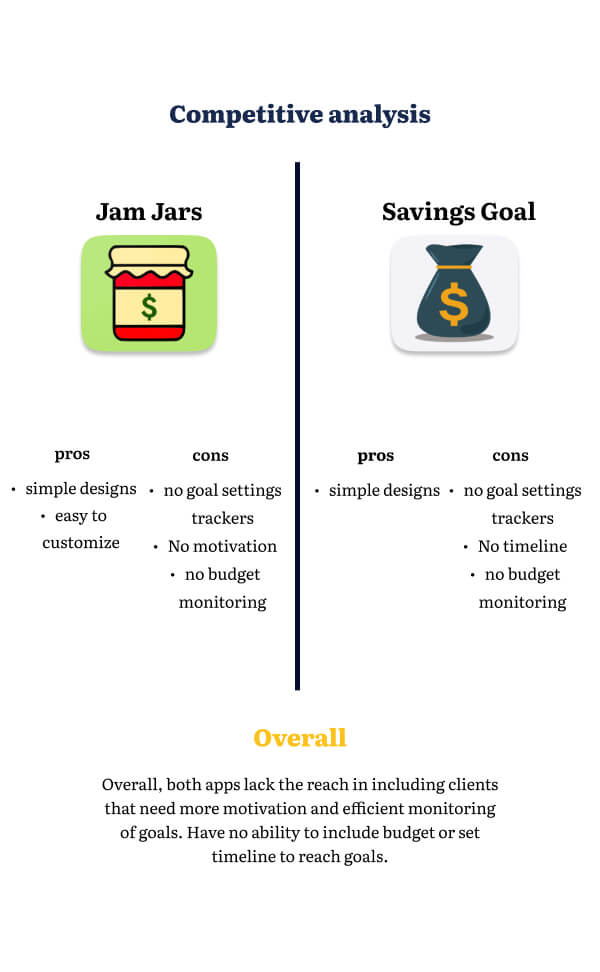 Competitive analysis
Jam Jars
$
pros
• simple designs
• easy to
customize
cons
• no goal settings
trackers
• No motivation
• no budget
monitoring
Savings Goal
$
pros
• simple designs
cons
• no goal settings
trackers
• No timeline
• no budget
monitoring
Overall
Overall, both apps lack the reach in including clients
that need more motivation and efficient monitoring
of goals. Have no ability to include budget or set
timeline to reach goals.